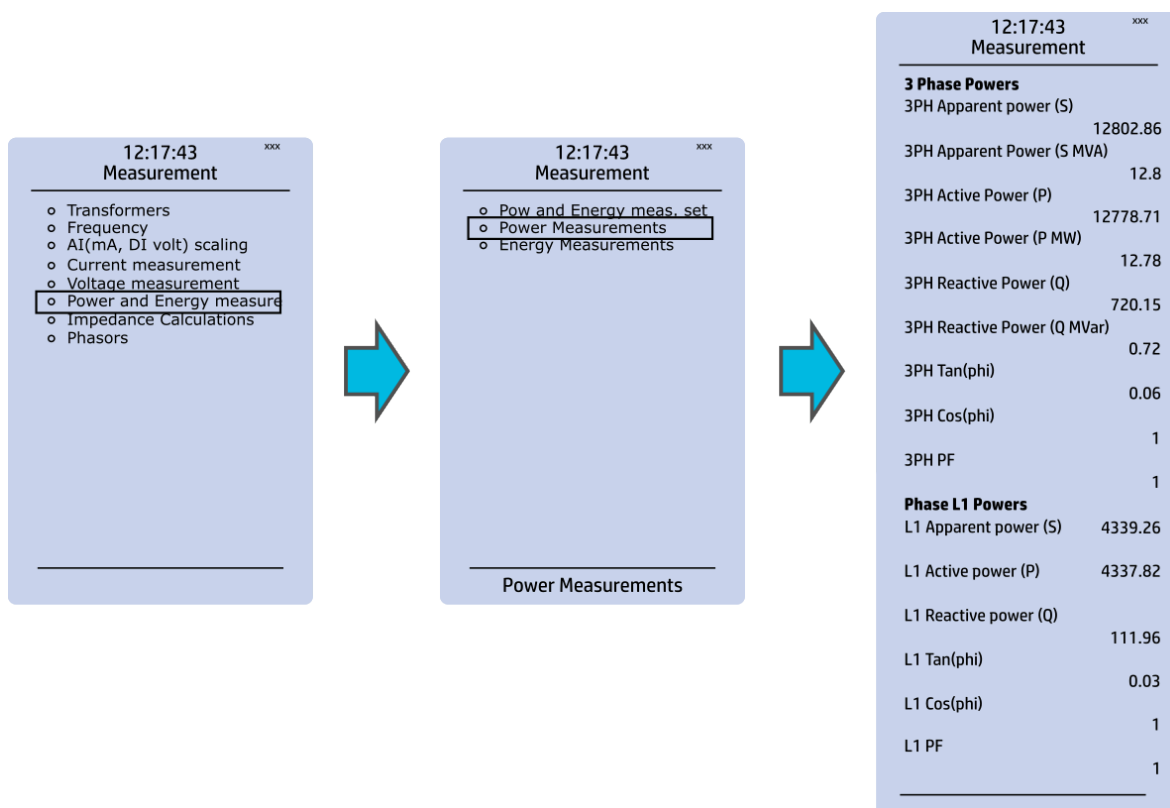 12:17:43 xxx
Measurement
Transformers
Frequency
AI(mA, DI volt) scaling
Current measurement
Voltage measurement
Power and Energy measure
Impedance Calculations
Phasors
12:17:43 xxx
Measurement
Pow and Energy meas. set
Power Measurements
Energy Measurements
Power Measurements
12:17:43 xxx
Measurement
3 Phase Powers
3PH Apparent power (S)
12802.86
3PH Apparent Power (S MVA)
12.8
3PH Active Power (P)
12778.71
3PH Active Power (P MW)
12.78
3PH Reactive Power (Q)
720.15
3PH Reactive Power (Q MVar)
0.72
3PH Tan(phi)
0.06
3PH Cos(phi)
1
3PH PF
1
Phase L1 Powers
L1 Apparent power (S) 4339.26
L1 Active power (P) 4337.82
L1 Reactive power (Q)
111.96
L1 Tan(phi)
0.03
L1 Cos(phi)
1
L1 PF
1